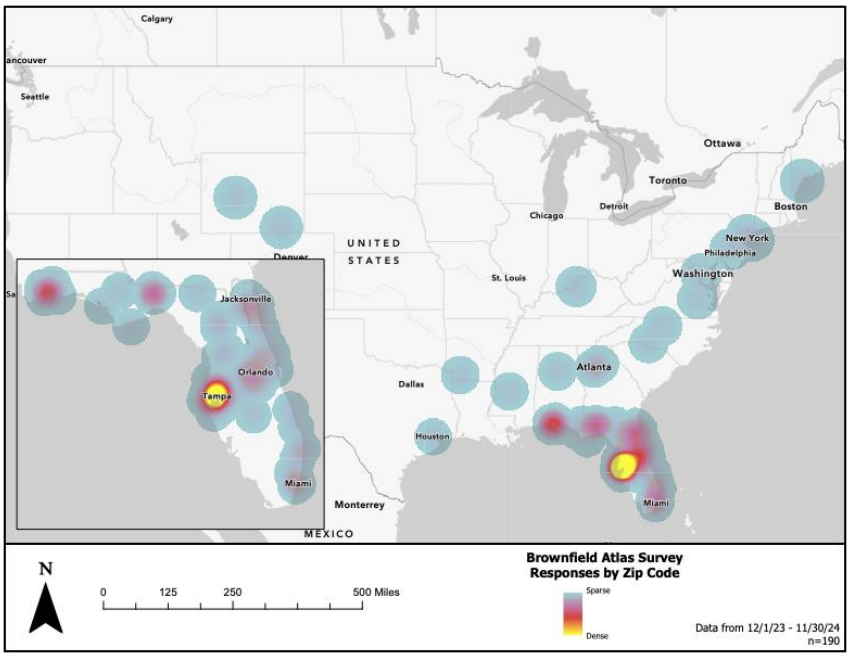 Calgary
ancouver
Seattle
Ottawa
Toronto
Boston
Detroit
Chicago
New York
Philadelphia
UNITED
STATES
Denver
Washington
St. Louis
Sa
Jacksonville
Atlanta
Orlando
Dallas
Tampa
Houston
Miami
Miami
Monterrey
MEXICO
N
0 125 250 500 Miles
Brownfield Atlas Survey
Responses by Zip Code
Sparse
Dense
Data from 12/1/23 - 11/30/24
n=190